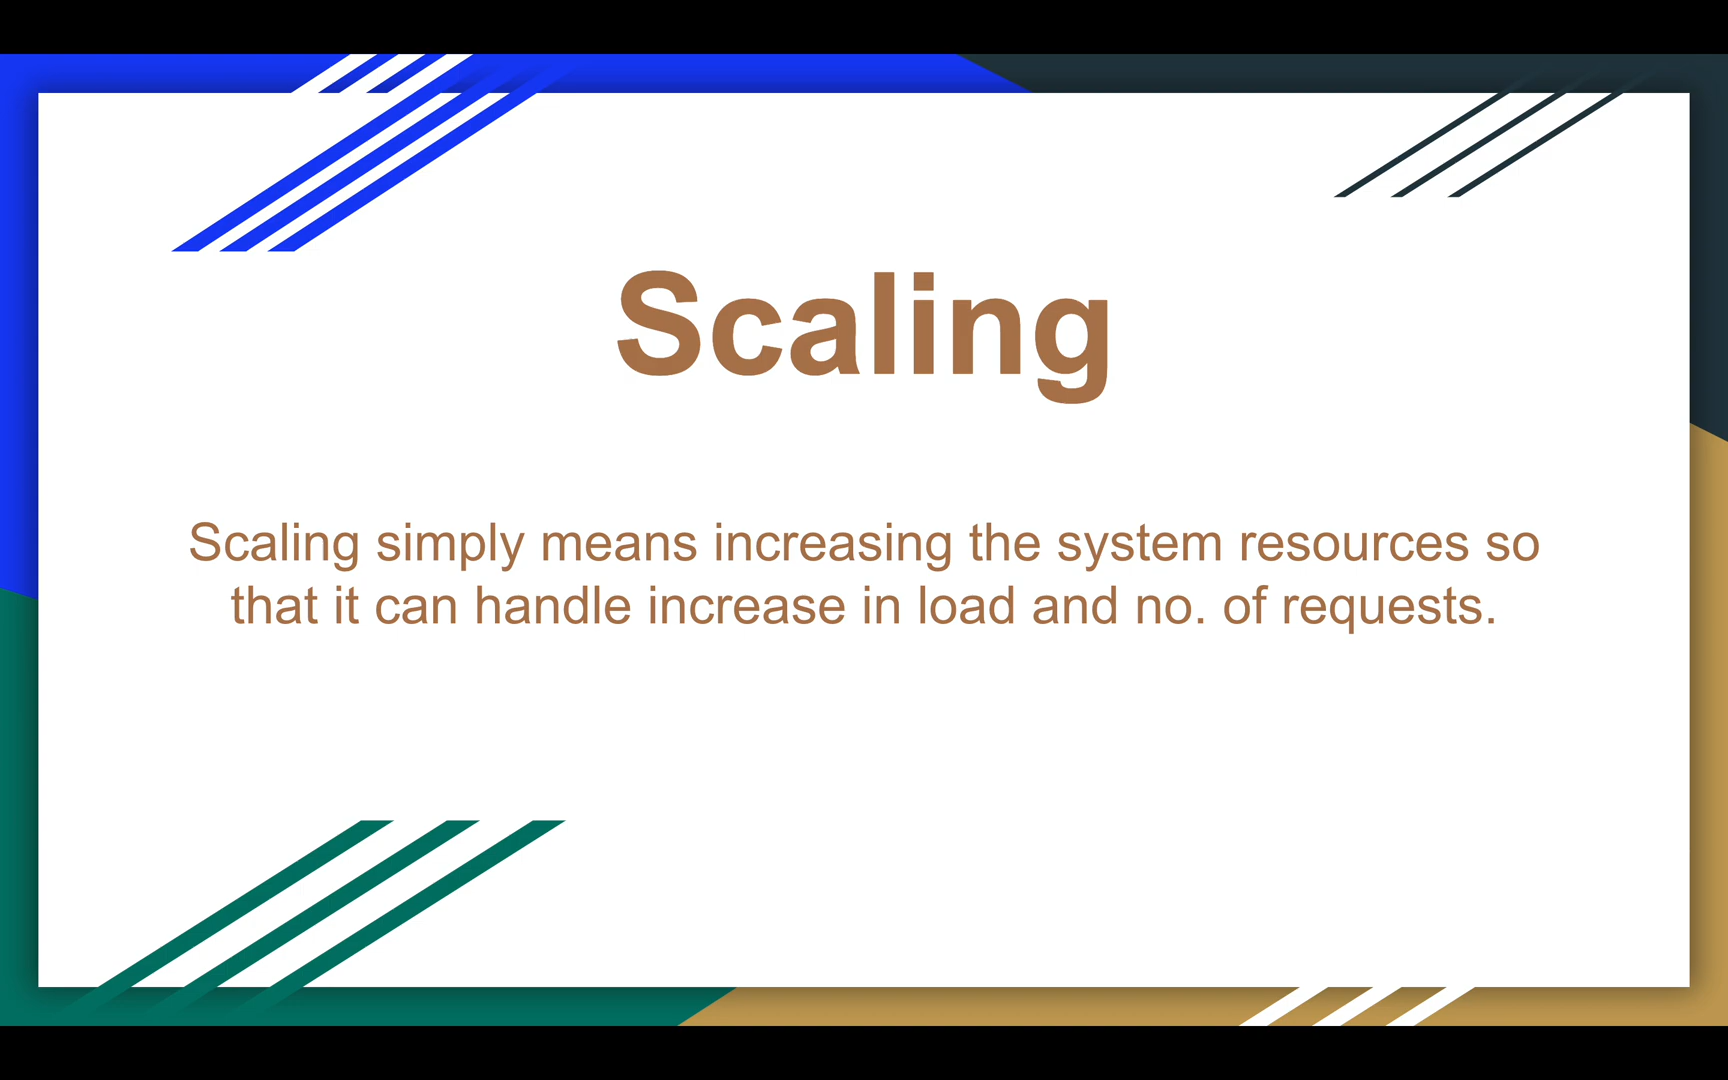 Scaling
Scaling simply means increasing the system resources so
that it can handle increase in load and no. of requests.